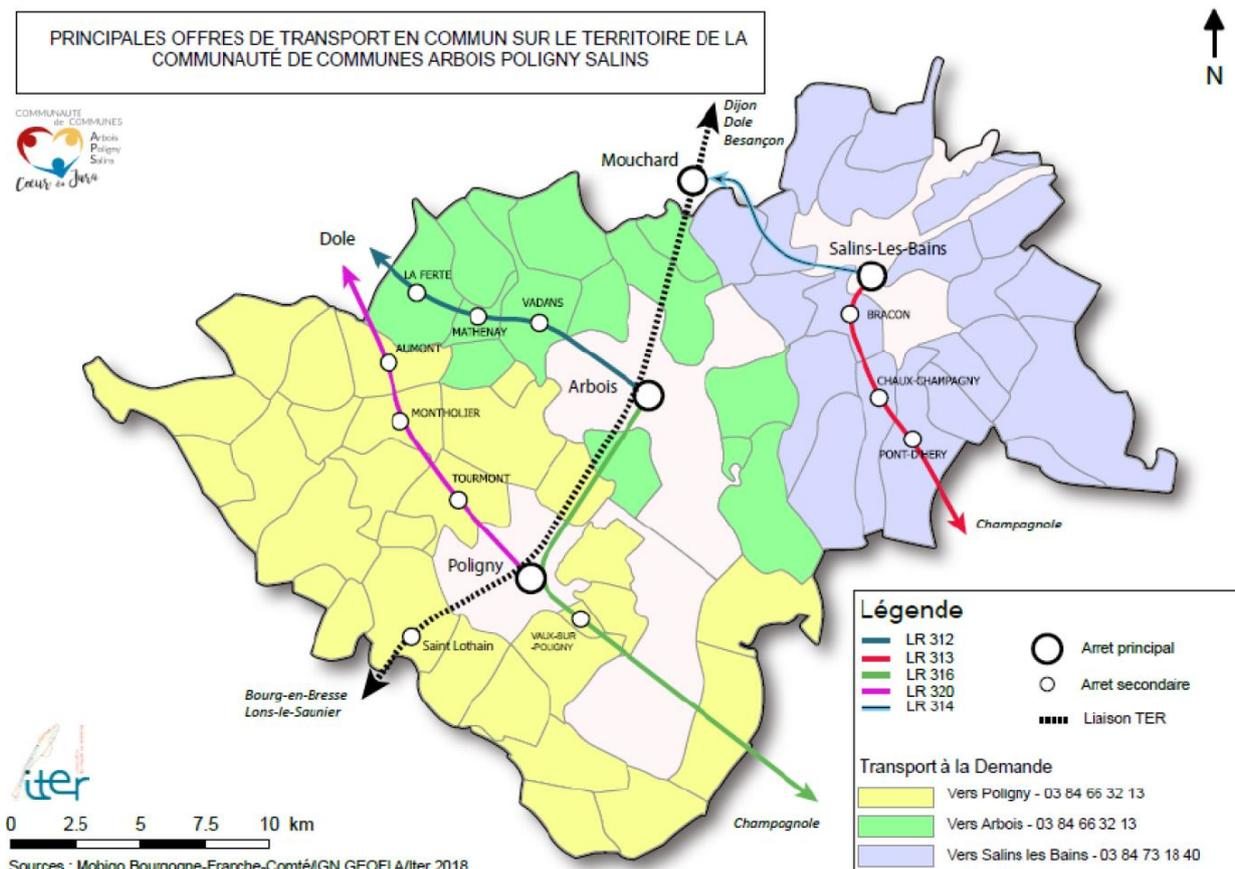 PRINCIPALES OFFRES DE TRANSPORT EN COMMUN SUR LE TERRITOIRE DE LA
COMMUNAUTÉ DE COMMUNES ARBOIS POLIGNY SALINS
N
COMMUNAUTÉ
de COMMUNES
Arbois
Poligny
Salins
Cœur du Jura
Dijon
Dole
Besançon
Mouchard
Dole
Salins-Les-Bains
LA FERTE
VADANS
MATHENAY
BRACON
AUMONT
Arbois
CHAUX-CHAMPAGNY
MONTHOLIER
PONT-D'HERY
TOURMONT
Champagnole
Poligny
Saint Lothain
VAUX-SUR
-POLIGNY
Bourg-en-Bresse
Lons-le-Saunier
Champagnole
Légende
LR 312
LR 313
LR 316
LR 320
LR 314
Arret principal
Arret secondaire
Liaison TER
Transport à la Demande
Vers Poligny - 03 84 66 32 13
Vers Arbois - 03 84 66 32 13
Vers Salins les Bains - 03 84 73 18 40
iter
0 2.5 5 7.5 10 km
Sources : Mobigo Bourgogne-Franche-Comté/IGN GEOFLA/Iter 2018